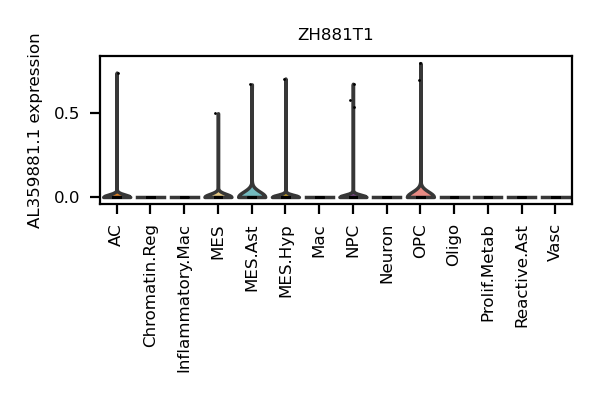 ZH881T1
AL359881.1 expression
0.5
0.0
AC
Chromatin.Reg
Inflammatory.Mac
MES
MES.Ast
MES.Hyp
Mac
NPC
Neuron
OPC
Oligo
Prolif.Metab
Reactive.Ast
Vasc